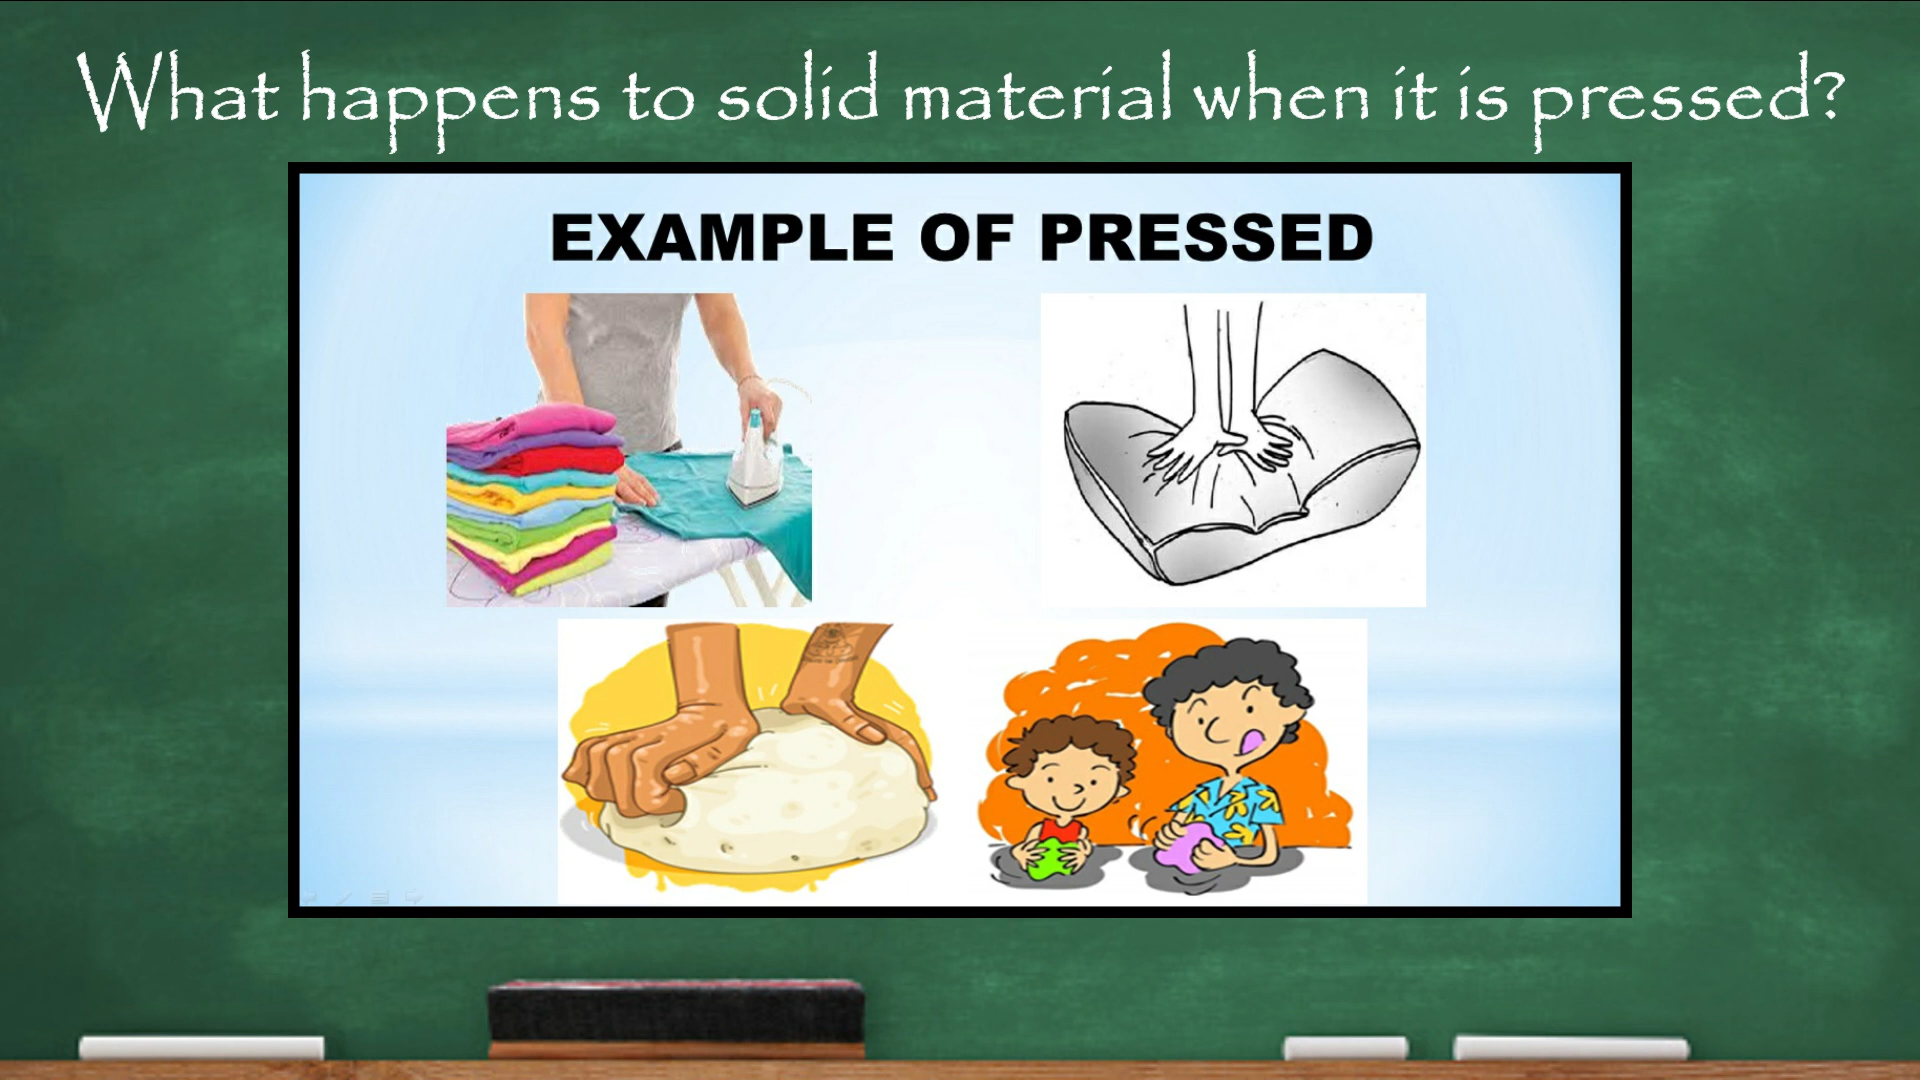 What happens to solid material when it is pressed?
EXAMPLE OF PRESSED